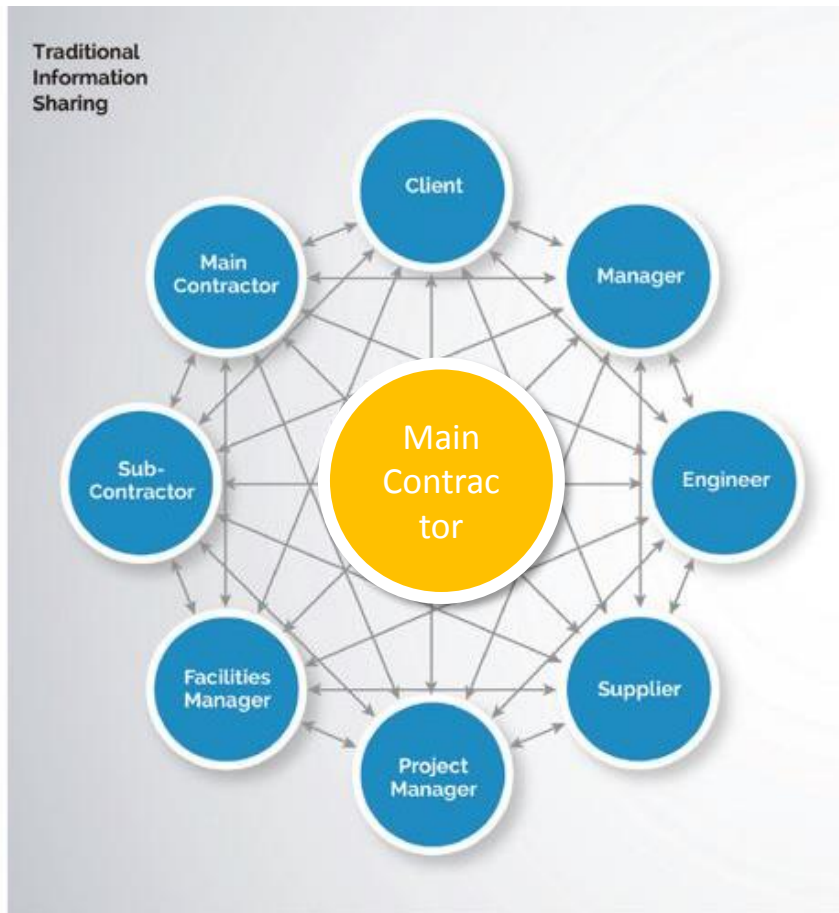 Traditional
Information
Sharing
Client
Main
Contractor
Manager
Main
Contrac
tor
Sub-
Contractor
Engineer
Facilities
Manager
Supplier
Project
Manager